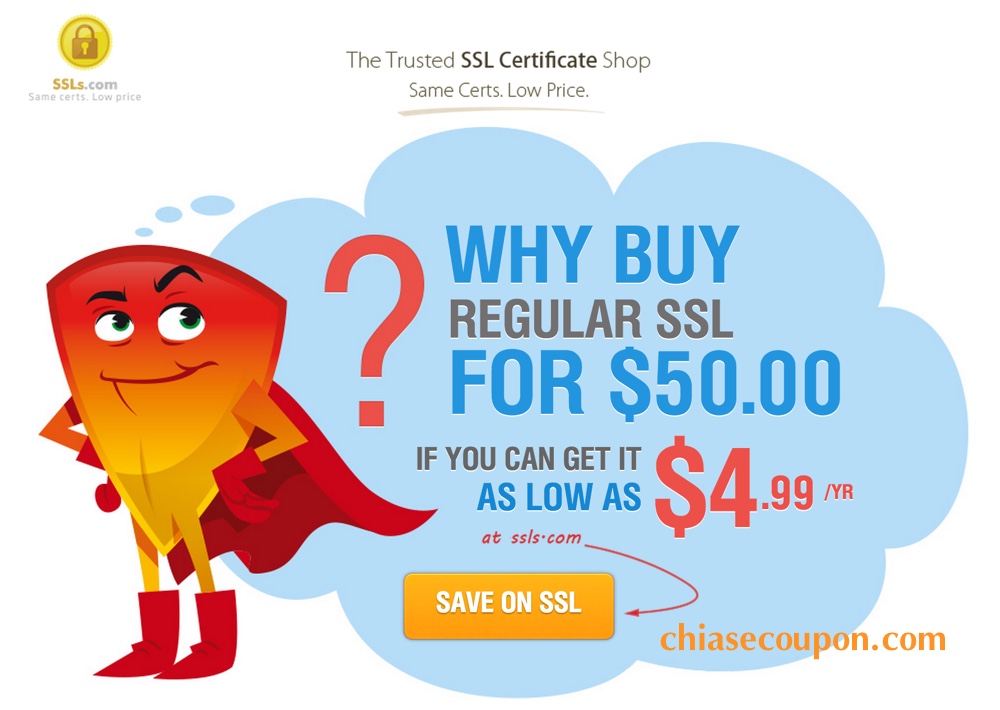 SSLs.com
Same certs. Low price
The Trusted SSL Certificate Shop
Same Certs. Low Price.
?
WHY BUY
REGULAR SSL
FOR $50.00
IF YOU CAN GET IT
AS LOW AS $4.99 /YR
at ssls.com
SAVE ON SSL
chiasecoupon.com